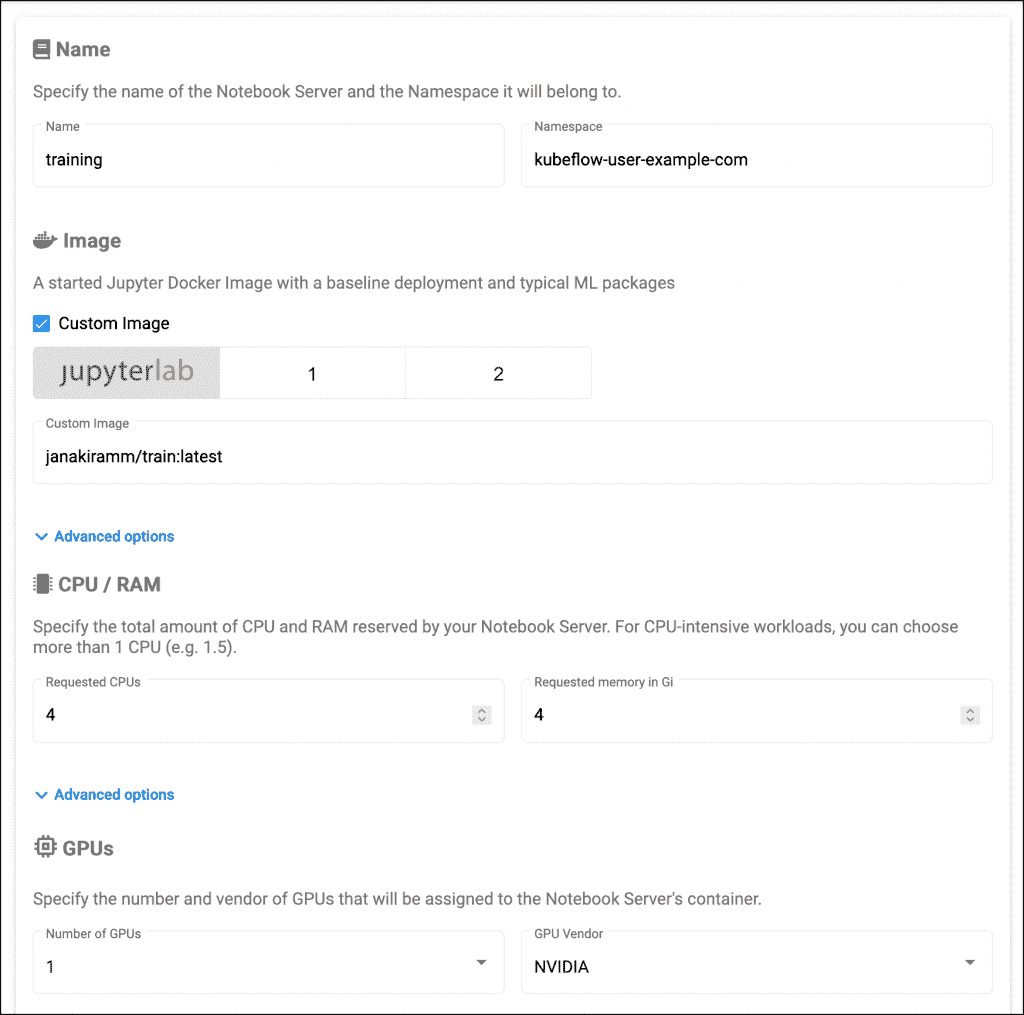 Name
Specify the name of the Notebook Server and the Namespace it will belong to.
Name
training
Namespace
kubeflow-user-example-com
Image
A started Jupyter Docker Image with a baseline deployment and typical ML packages
Custom Image
jupyterlab
1
2
Custom Image
janakiramm/train:latest
Advanced options
CPU / RAM
Specify the total amount of CPU and RAM reserved by your Notebook Server. For CPU-intensive workloads, you can choose
more than 1 CPU (e.g. 1.5).
Requested CPUs
4
Requested memory in Gi
4
Advanced options
GPUs
Specify the number and vendor of GPUs that will be assigned to the Notebook Server's container.
Number of GPUs
1
GPU Vendor
NVIDIA